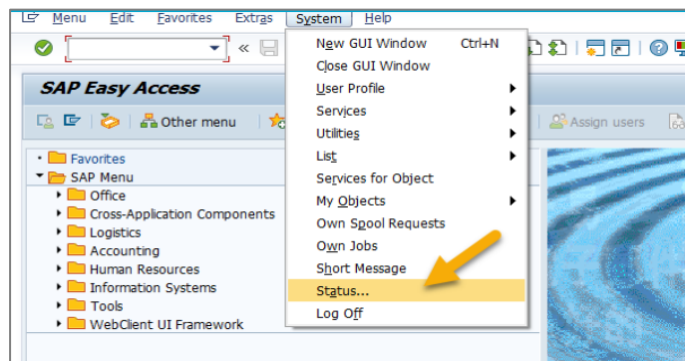 Menu Edit Favorites Extras System Help
SAP Easy Access
Other menu
Assign users
New GUI Window Ctrl+N
Close GUI Window
User Profile
Services
Utilities
List
Services for Object
My Objects
Own Spool Requests
Own Jobs
Short Message
Status...
Log Off
Favorites
SAP Menu
Office
Cross-Application Components
Logistics
Accounting
Human Resources
Information Systems
Tools
WebClient UI Framework